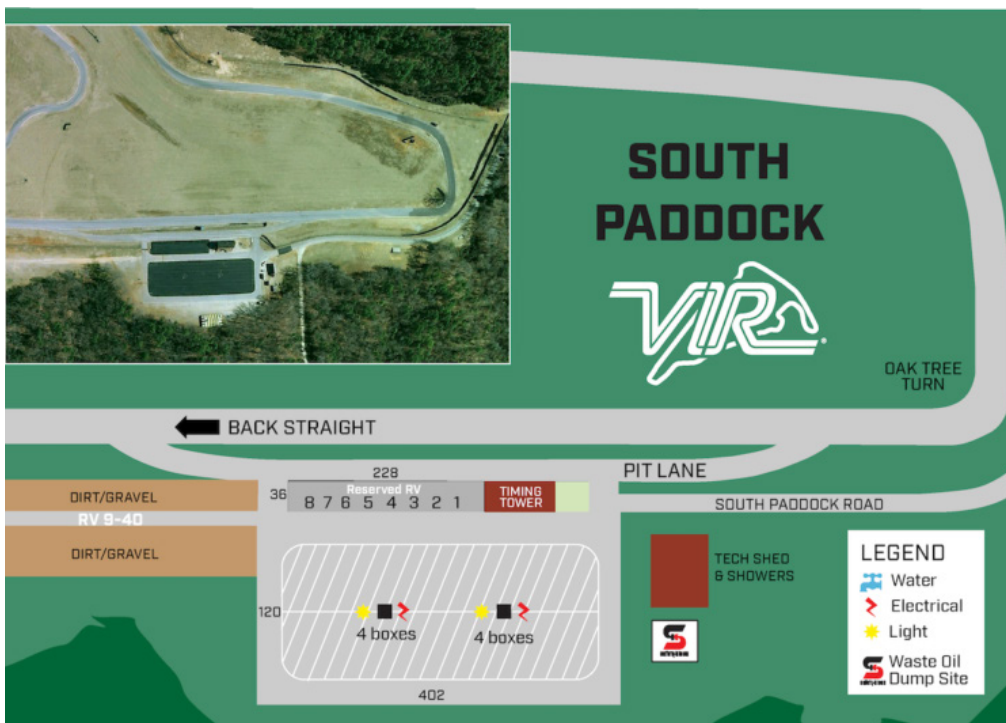 SOUTH
PADDOCK
VIR
OAK TREE
TURN
BACK STRAIGHT
228
PIT LANE
DIRT/GRAVEL
36
Reserved RV
8 7 6 5 4 3 2 1
TIMING
TOWER
SOUTH PADDOCK ROAD
RV 9-40
DIRT/GRAVEL
TECH SHED
& SHOWERS
120
4 boxes
4 boxes
402
LEGEND
Water
Electrical
Light
Waste Oil
Dump Site